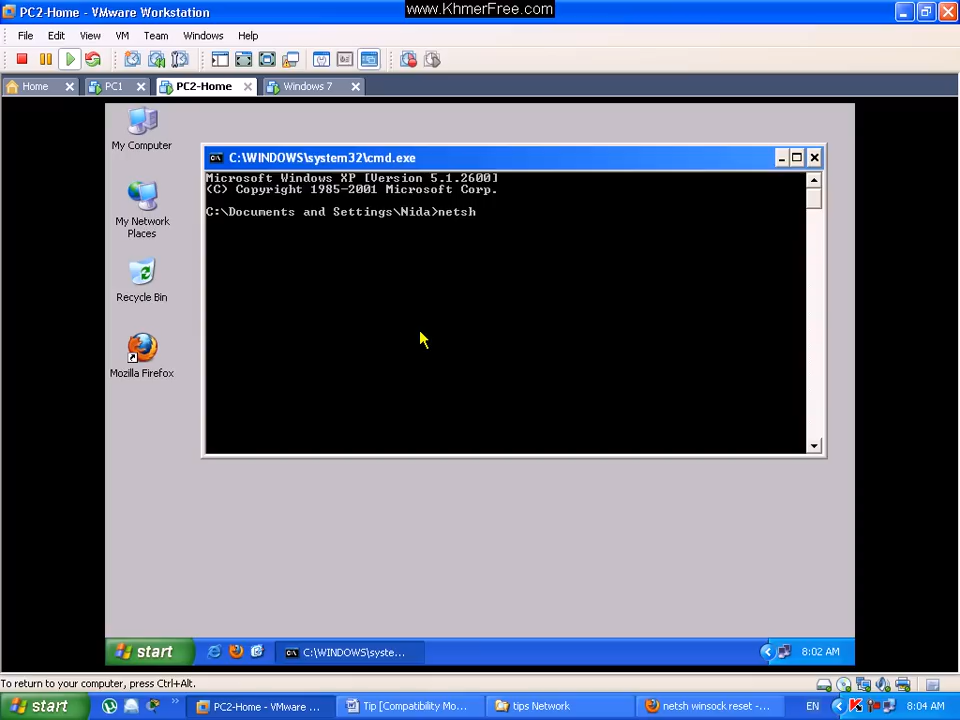 www.KhmerFree.com
PC2-Home - VMware Workstation
File Edit View VM Team Windows Help
Home PC1 PC2-Home Windows 7
My Computer
My Network
Places
Recycle Bin
Mozilla Firefox
C:\WINDOWS\system32\cmd.exe
Microsoft Windows XP [Version 5.1.2600]
(C) Copyright 1985-2001 Microsoft Corp.
C:\Documents and Settings\Nida>netsh
start C:\WINDOWS\syste... 8:02 AM
To return to your computer, press Ctrl+Alt.
start PC2-Home - VMware ... Tip [Compatibility Mo... tips Network netsh winsock reset -... EN 8:04 AM